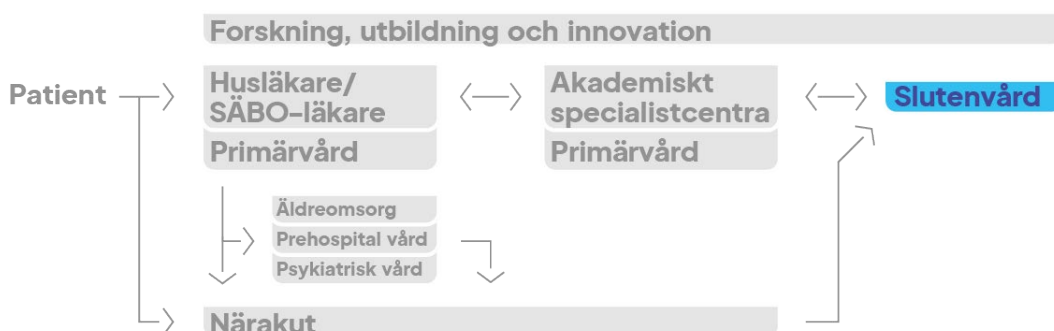 Forskning, utbildning och innovation
Patient
Husläkare/
SÄBO-läkare
Primärvård
Akademiskt
specialistcentra
Primärvård
Slutenvård
Äldreomsorg
Prehospital vård
Psykiatrisk vård
Närakut